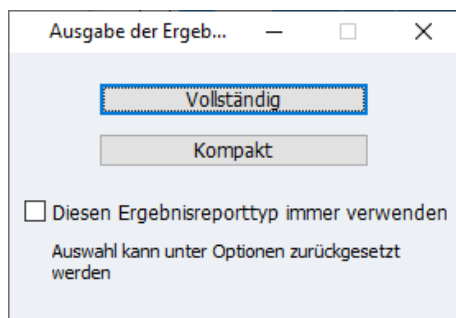 Ausgabe der Ergeb...
Vollständig
Kompakt
Diesen Ergebnisreporttyp immer verwenden
Auswahl kann unter Optionen zurückgesetzt
werden